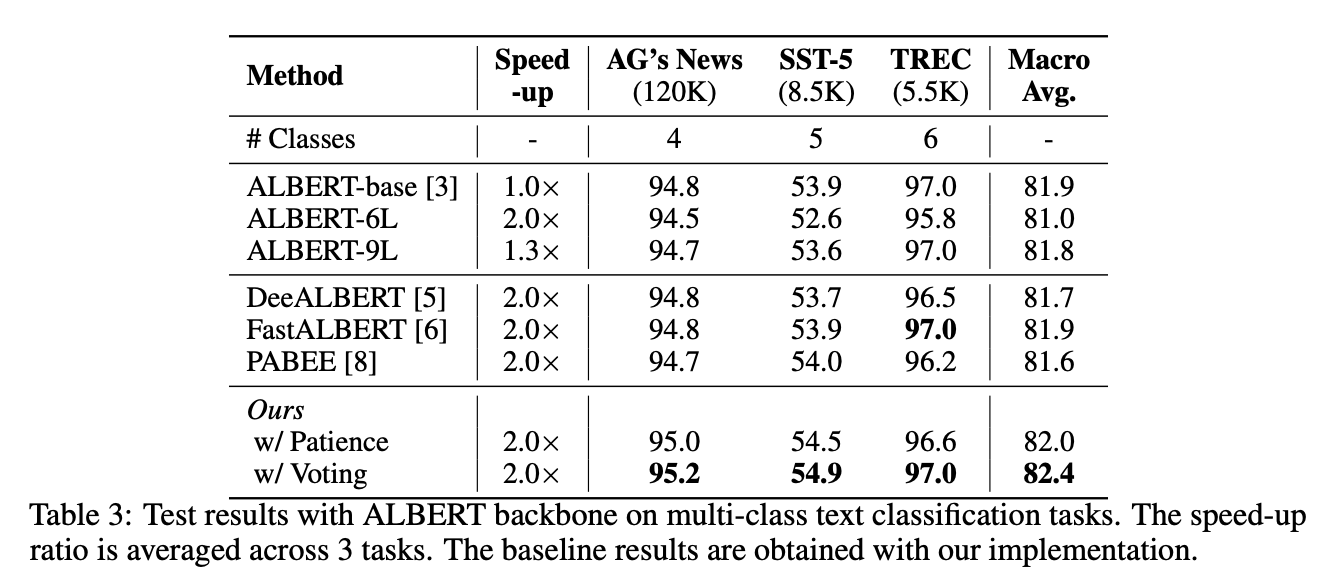 Method Speed-up AG's News (120K) SST-5 (8.5K) TREC (5.5K) Macro Avg.
# Classes - 4 5 6 -
ALBERT-base [3] 1.0× 94.8 53.9 97.0 81.9
ALBERT-6L 2.0× 94.5 52.6 95.8 81.0
ALBERT-9L 1.3× 94.7 53.6 97.0 81.8
DeeALBERT [5] 2.0× 94.8 53.7 96.5 81.7
FastALBERT [6] 2.0× 94.8 53.9 97.0 81.9
PABEE [8] 2.0× 94.7 54.0 96.2 81.6
Ours
w/ Patience 2.0× 95.0 54.5 96.6 82.0
w/ Voting 2.0× 95.2 54.9 97.0 82.4
Table 3: Test results with ALBERT backbone on multi-class text classification tasks. The speed-up
ratio is averaged across 3 tasks. The baseline results are obtained with our implementation.